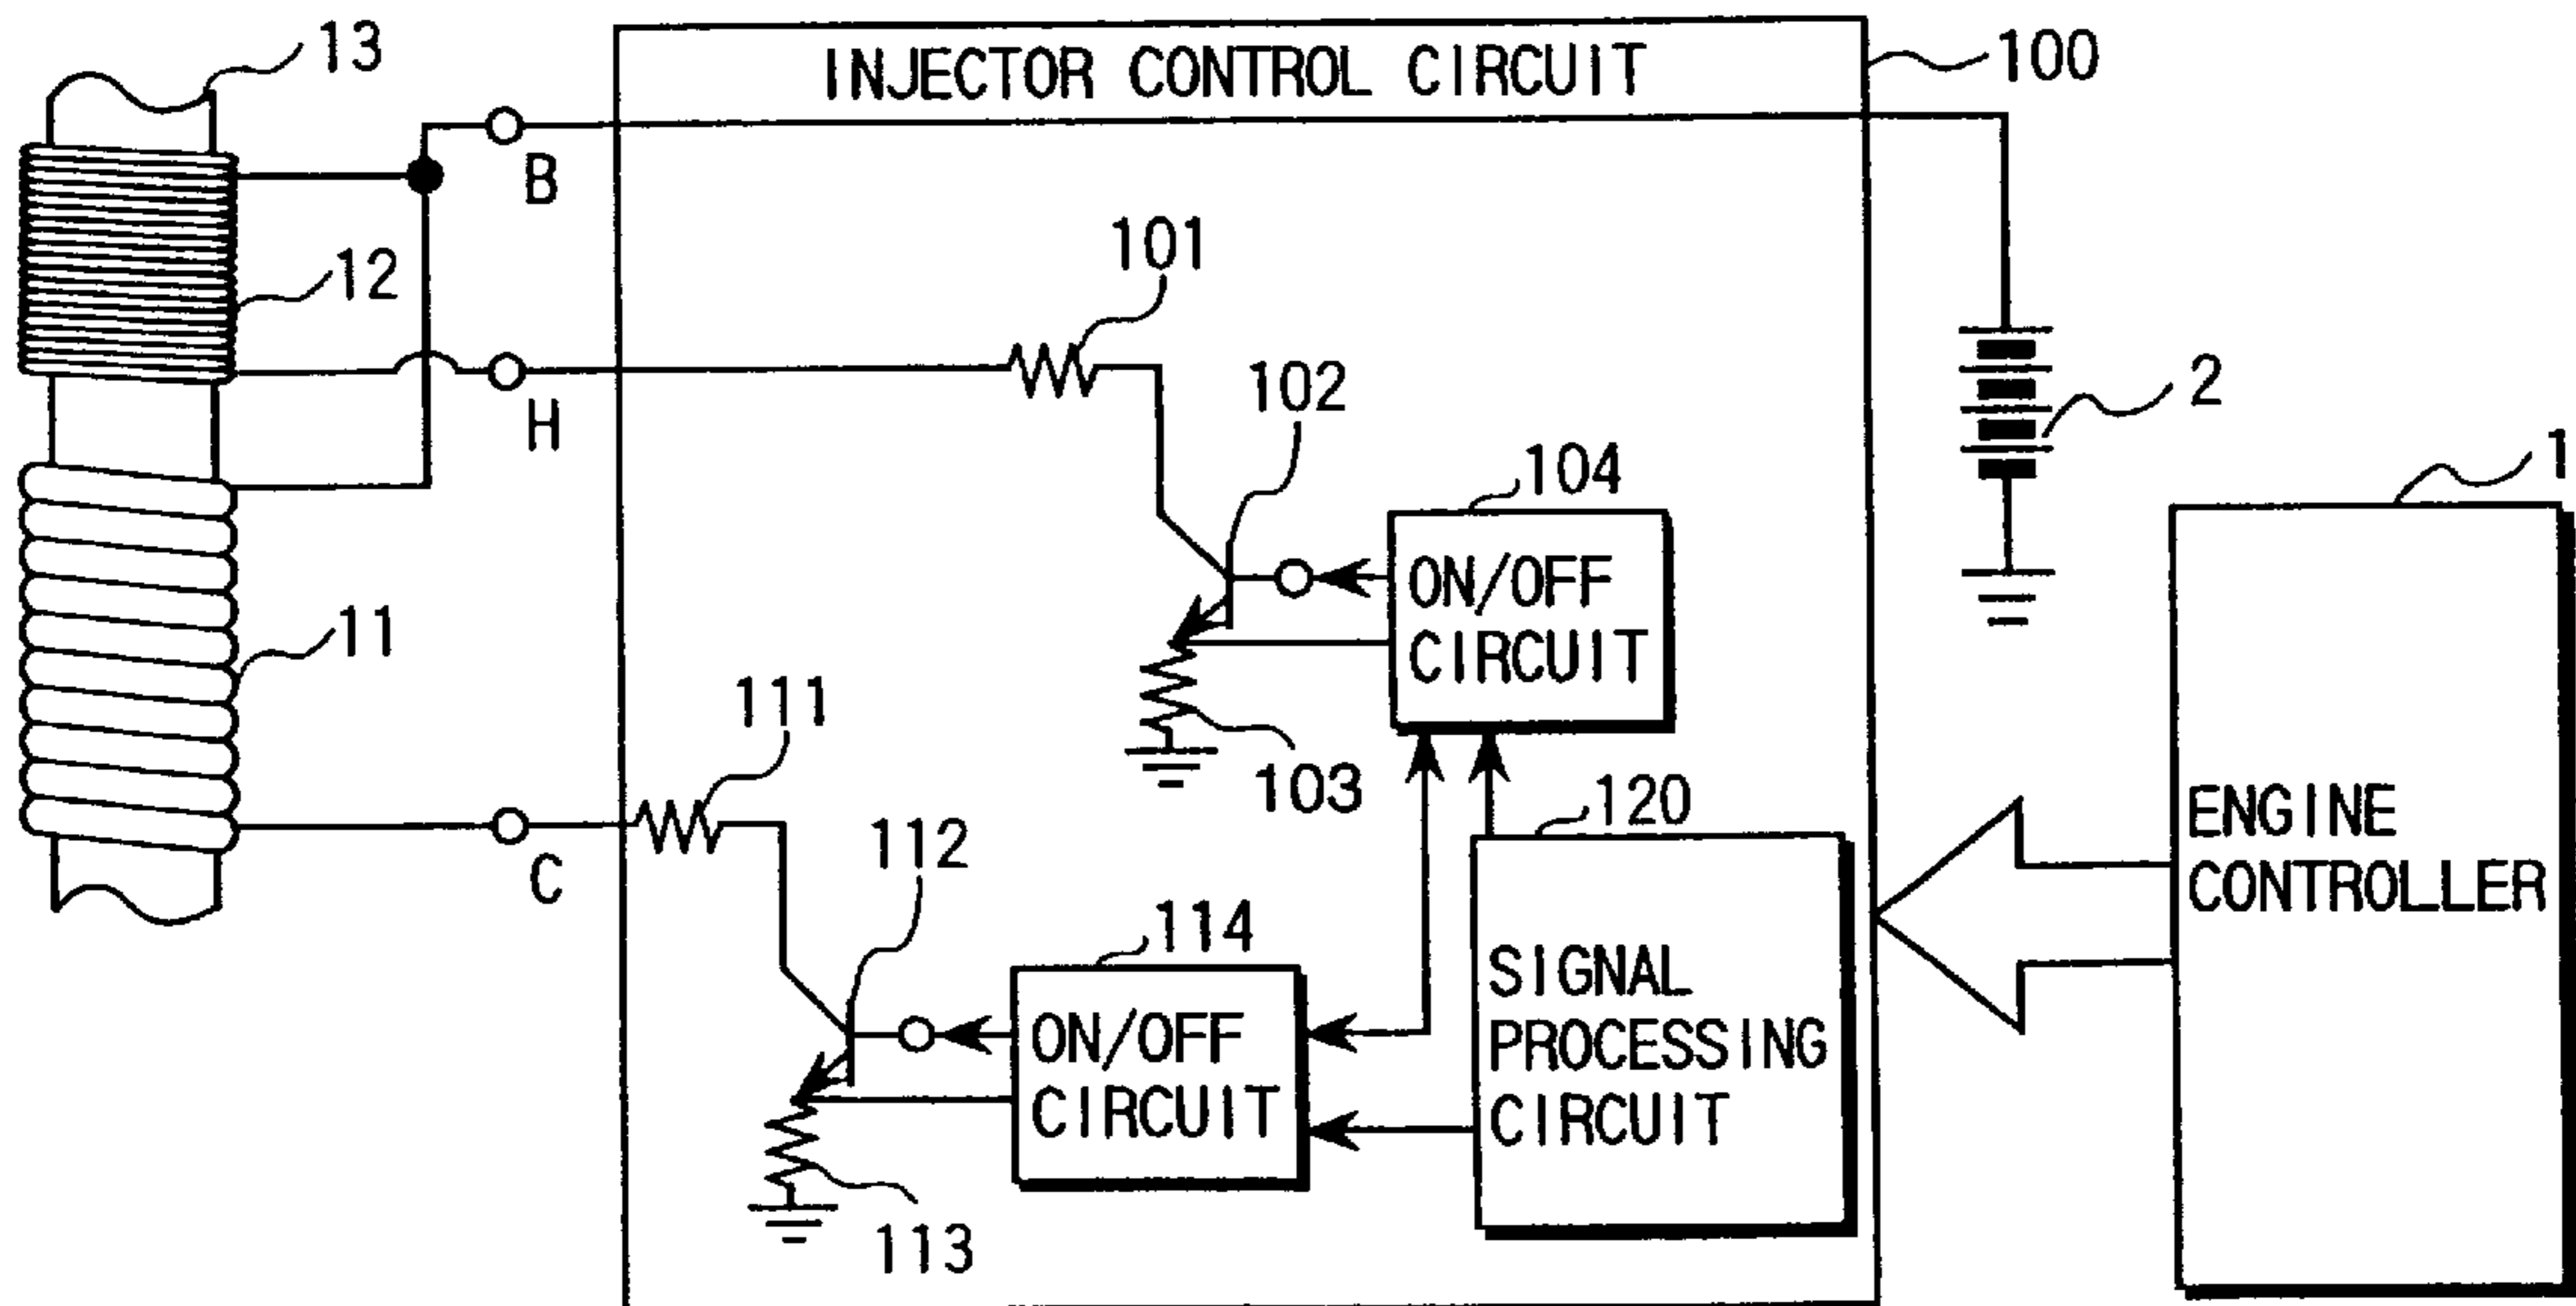 13
INJECTOR CONTROL CIRCUIT
100
B
101
12
102
H
2
104
1
ON/OFF
CIRCUIT
11
111
103
120
ENGINE
CONTROLLER
112
C
114
SIGNAL
PROCESSING
CIRCUIT
ON/OFF
CIRCUIT
113